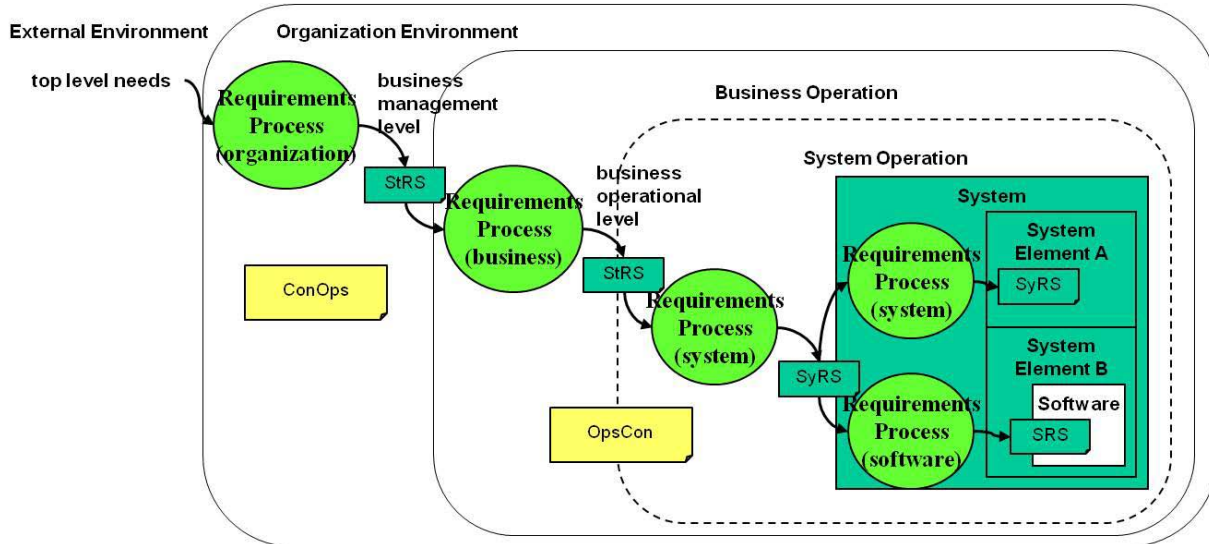 External Environment
Organization Environment
top level needs
Requirements
Process
(organization)
business
management
level
StRS
Business Operation
Requirements
Process
(business)
business
operational
level
StRS
System Operation
Requirements
Process
(system)
SyRS
System
Requirements
Process
(system)
System
Element A
SyRS
Requirements
Process
(software)
System
Element B
Software
SRS
ConOps
OpsCon